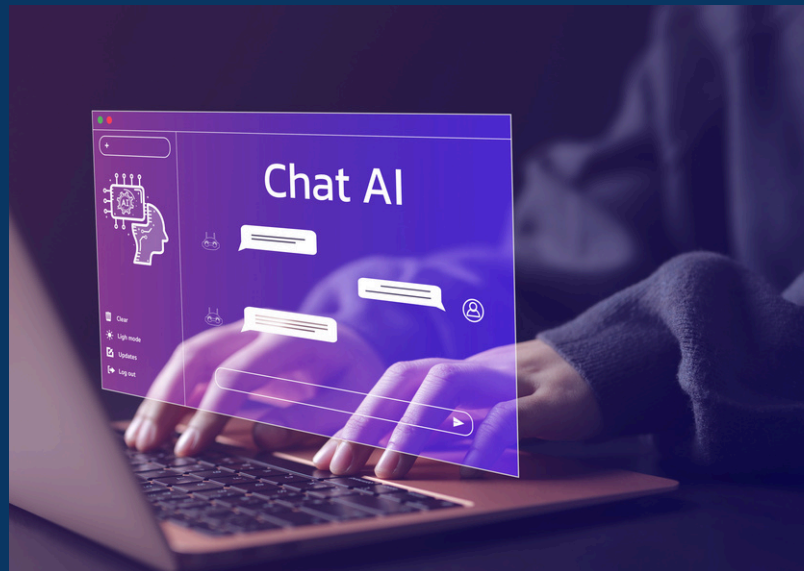 +
Chat AI
AI
Clear
Ligh mode
Updates
Log out